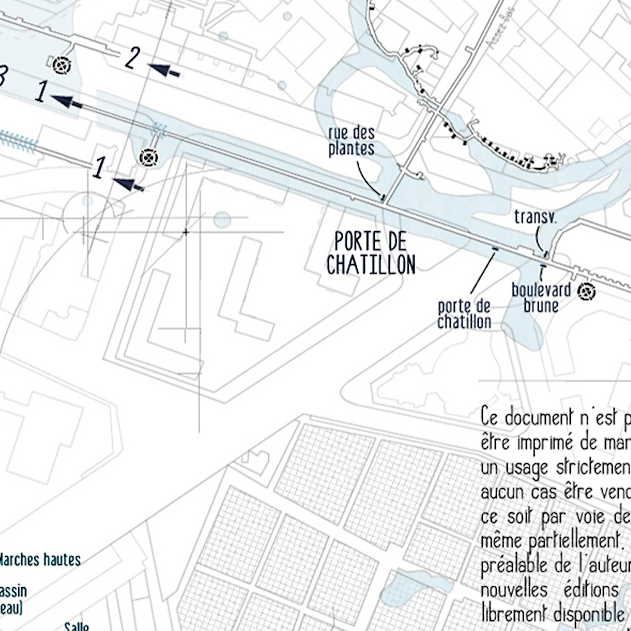 2
3
1
1
Assez-Bas
rue des
plantes
transv.
PORTE DE
CHATILLON
boulevard
brune
porte de
chatillon
Ce document n'est p
être imprimé de man
un usage strictemen
aucun cas être vend
ce soit par voie de
même partiellement.
préalable de l'auteur
nouvelles éditions
librement disponible
Marches hautes
assin
eau)
Salle